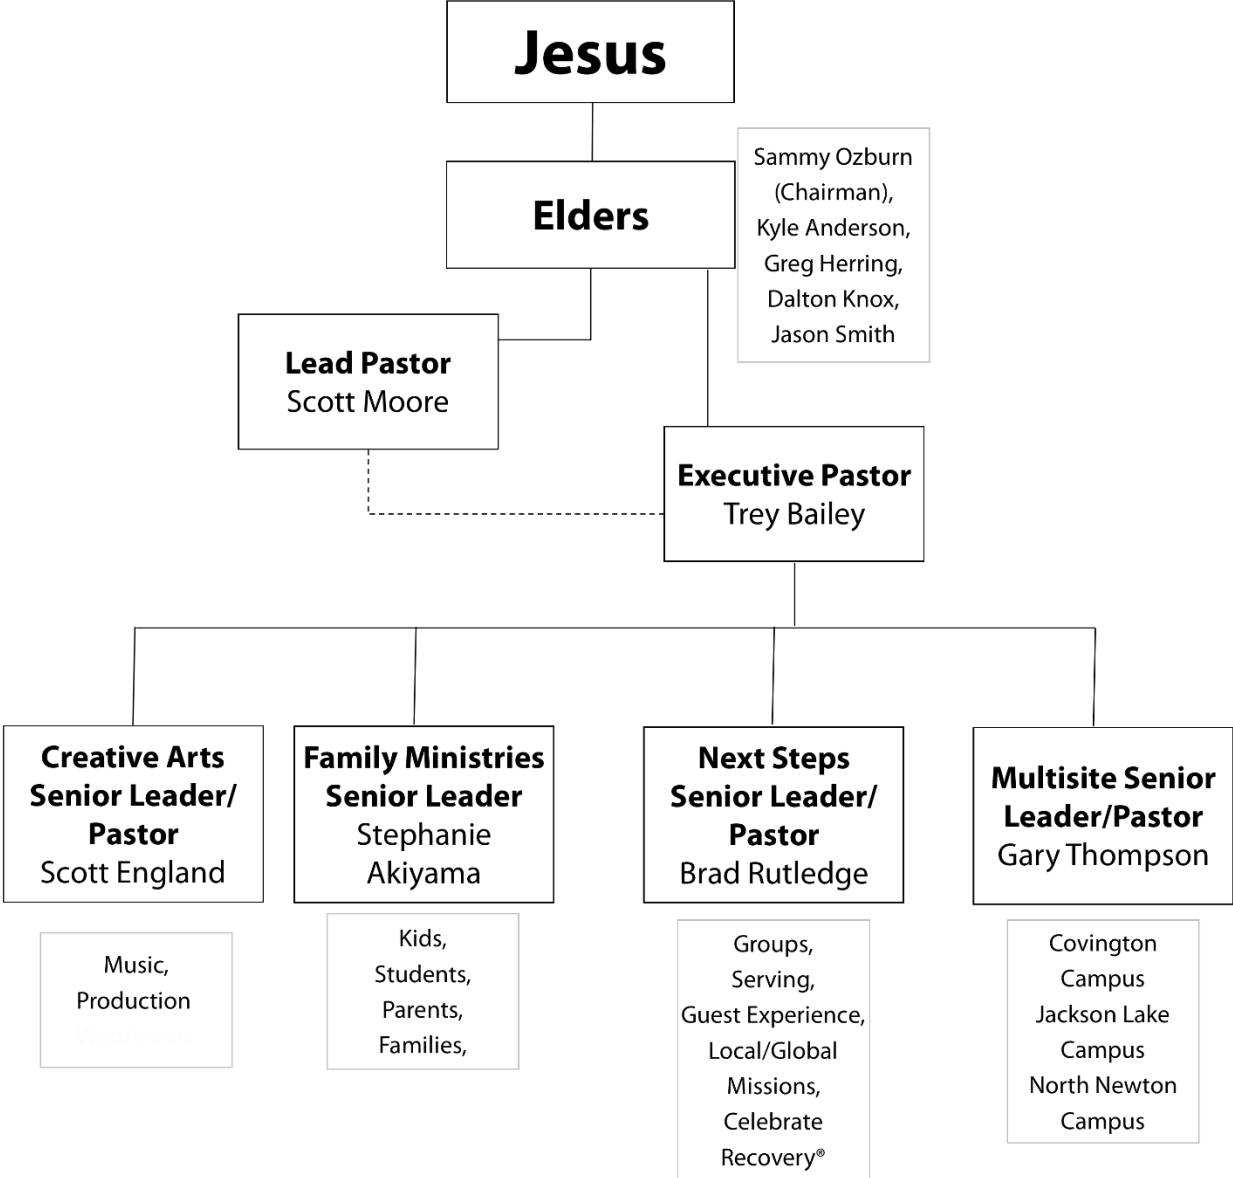 Jesus
Elders
Sammy Ozburn
(Chairman),
Kyle Anderson,
Greg Herring,
Dalton Knox,
Jason Smith
Lead Pastor
Scott Moore
Executive Pastor
Trey Bailey
Creative Arts
Senior Leader/
Pastor
Scott England
Family Ministries
Senior Leader
Stephanie
Akiyama
Next Steps
Senior Leader/
Pastor
Brad Rutledge
Multisite Senior
Leader/Pastor
Gary Thompson
Music,
Production
Kids,
Students,
Parents,
Families,
Groups,
Serving,
Guest Experience,
Local/Global
Missions,
Celebrate
Recovery®
Covington
Campus
Jackson Lake
Campus
North Newton
Campus